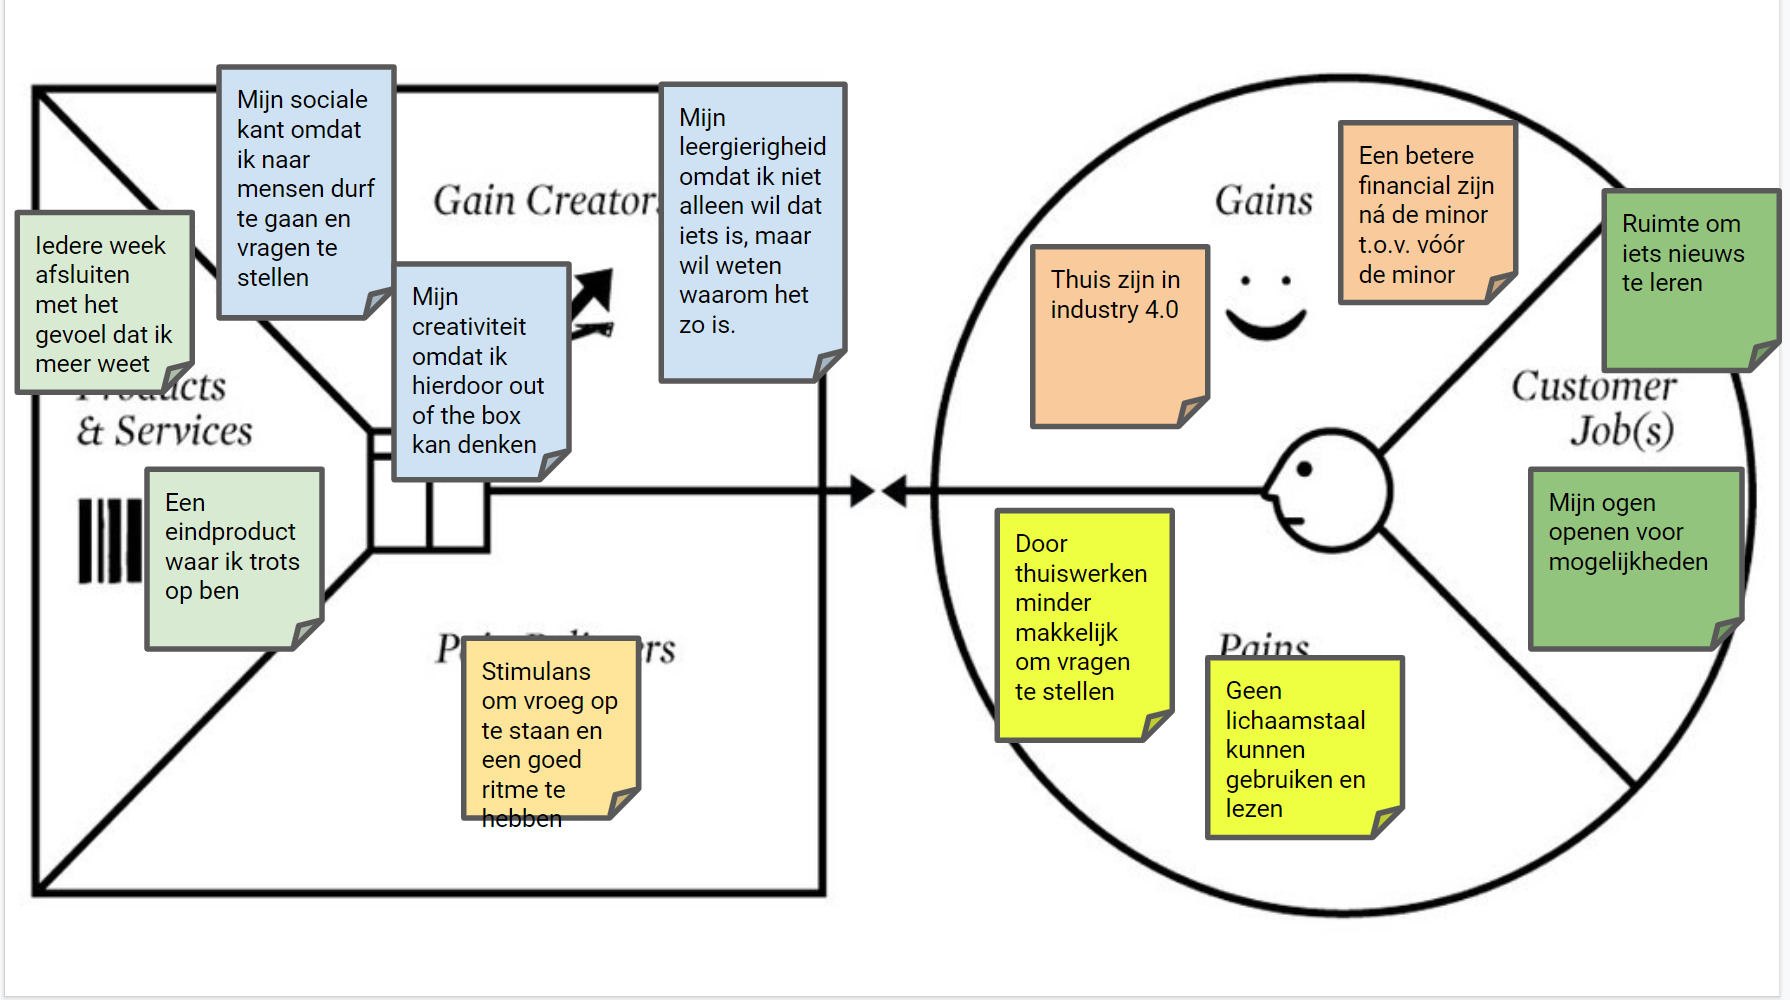 Mijn sociale
kant omdat
ik naar
mensen durf
te gaan en
vragen te
stellen
Iedere week
afsluiten
met het
gevoel dat ik
meer weet
Gain Creators
Mijn
creativiteit
omdat ik
hierdoor out
of the box
kan denken
Mijn
leergierigheid
omdat ik niet
alleen wil dat
iets is, maar
wil weten
waarom het
zo is.
Products
& Services
Een
eindproduct
waar ik trots
op ben
Stimulans
om vroeg op
te staan en
een goed
ritme te
hebben
Gains
Thuis zijn in
industry 4.0
Een betere
financial zijn
ná de minor
t.o.v. vóór
de minor
Ruimte om
iets nieuws
te leren
Customer
Job(s)
Mijn ogen
openen voor
mogelijkheden
Door
thuiswerken
minder
makkelijk
om vragen
te stellen
Pains
Geen
lichaamstaal
kunnen
gebruiken en
lezen